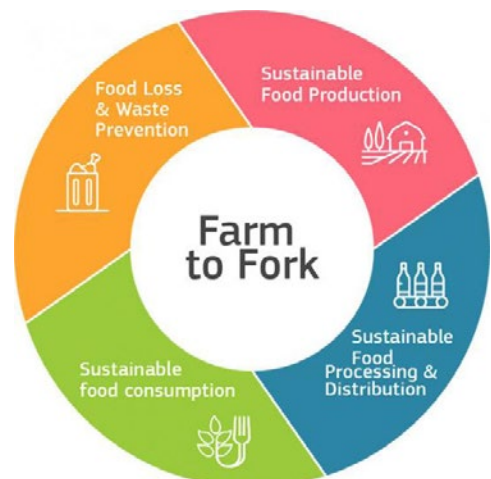 Farm
to Fork
Sustainable
Food Production
Sustainable
Food
Processing &
Distribution
Sustainable
food consumption
Food Loss
& Waste
Prevention